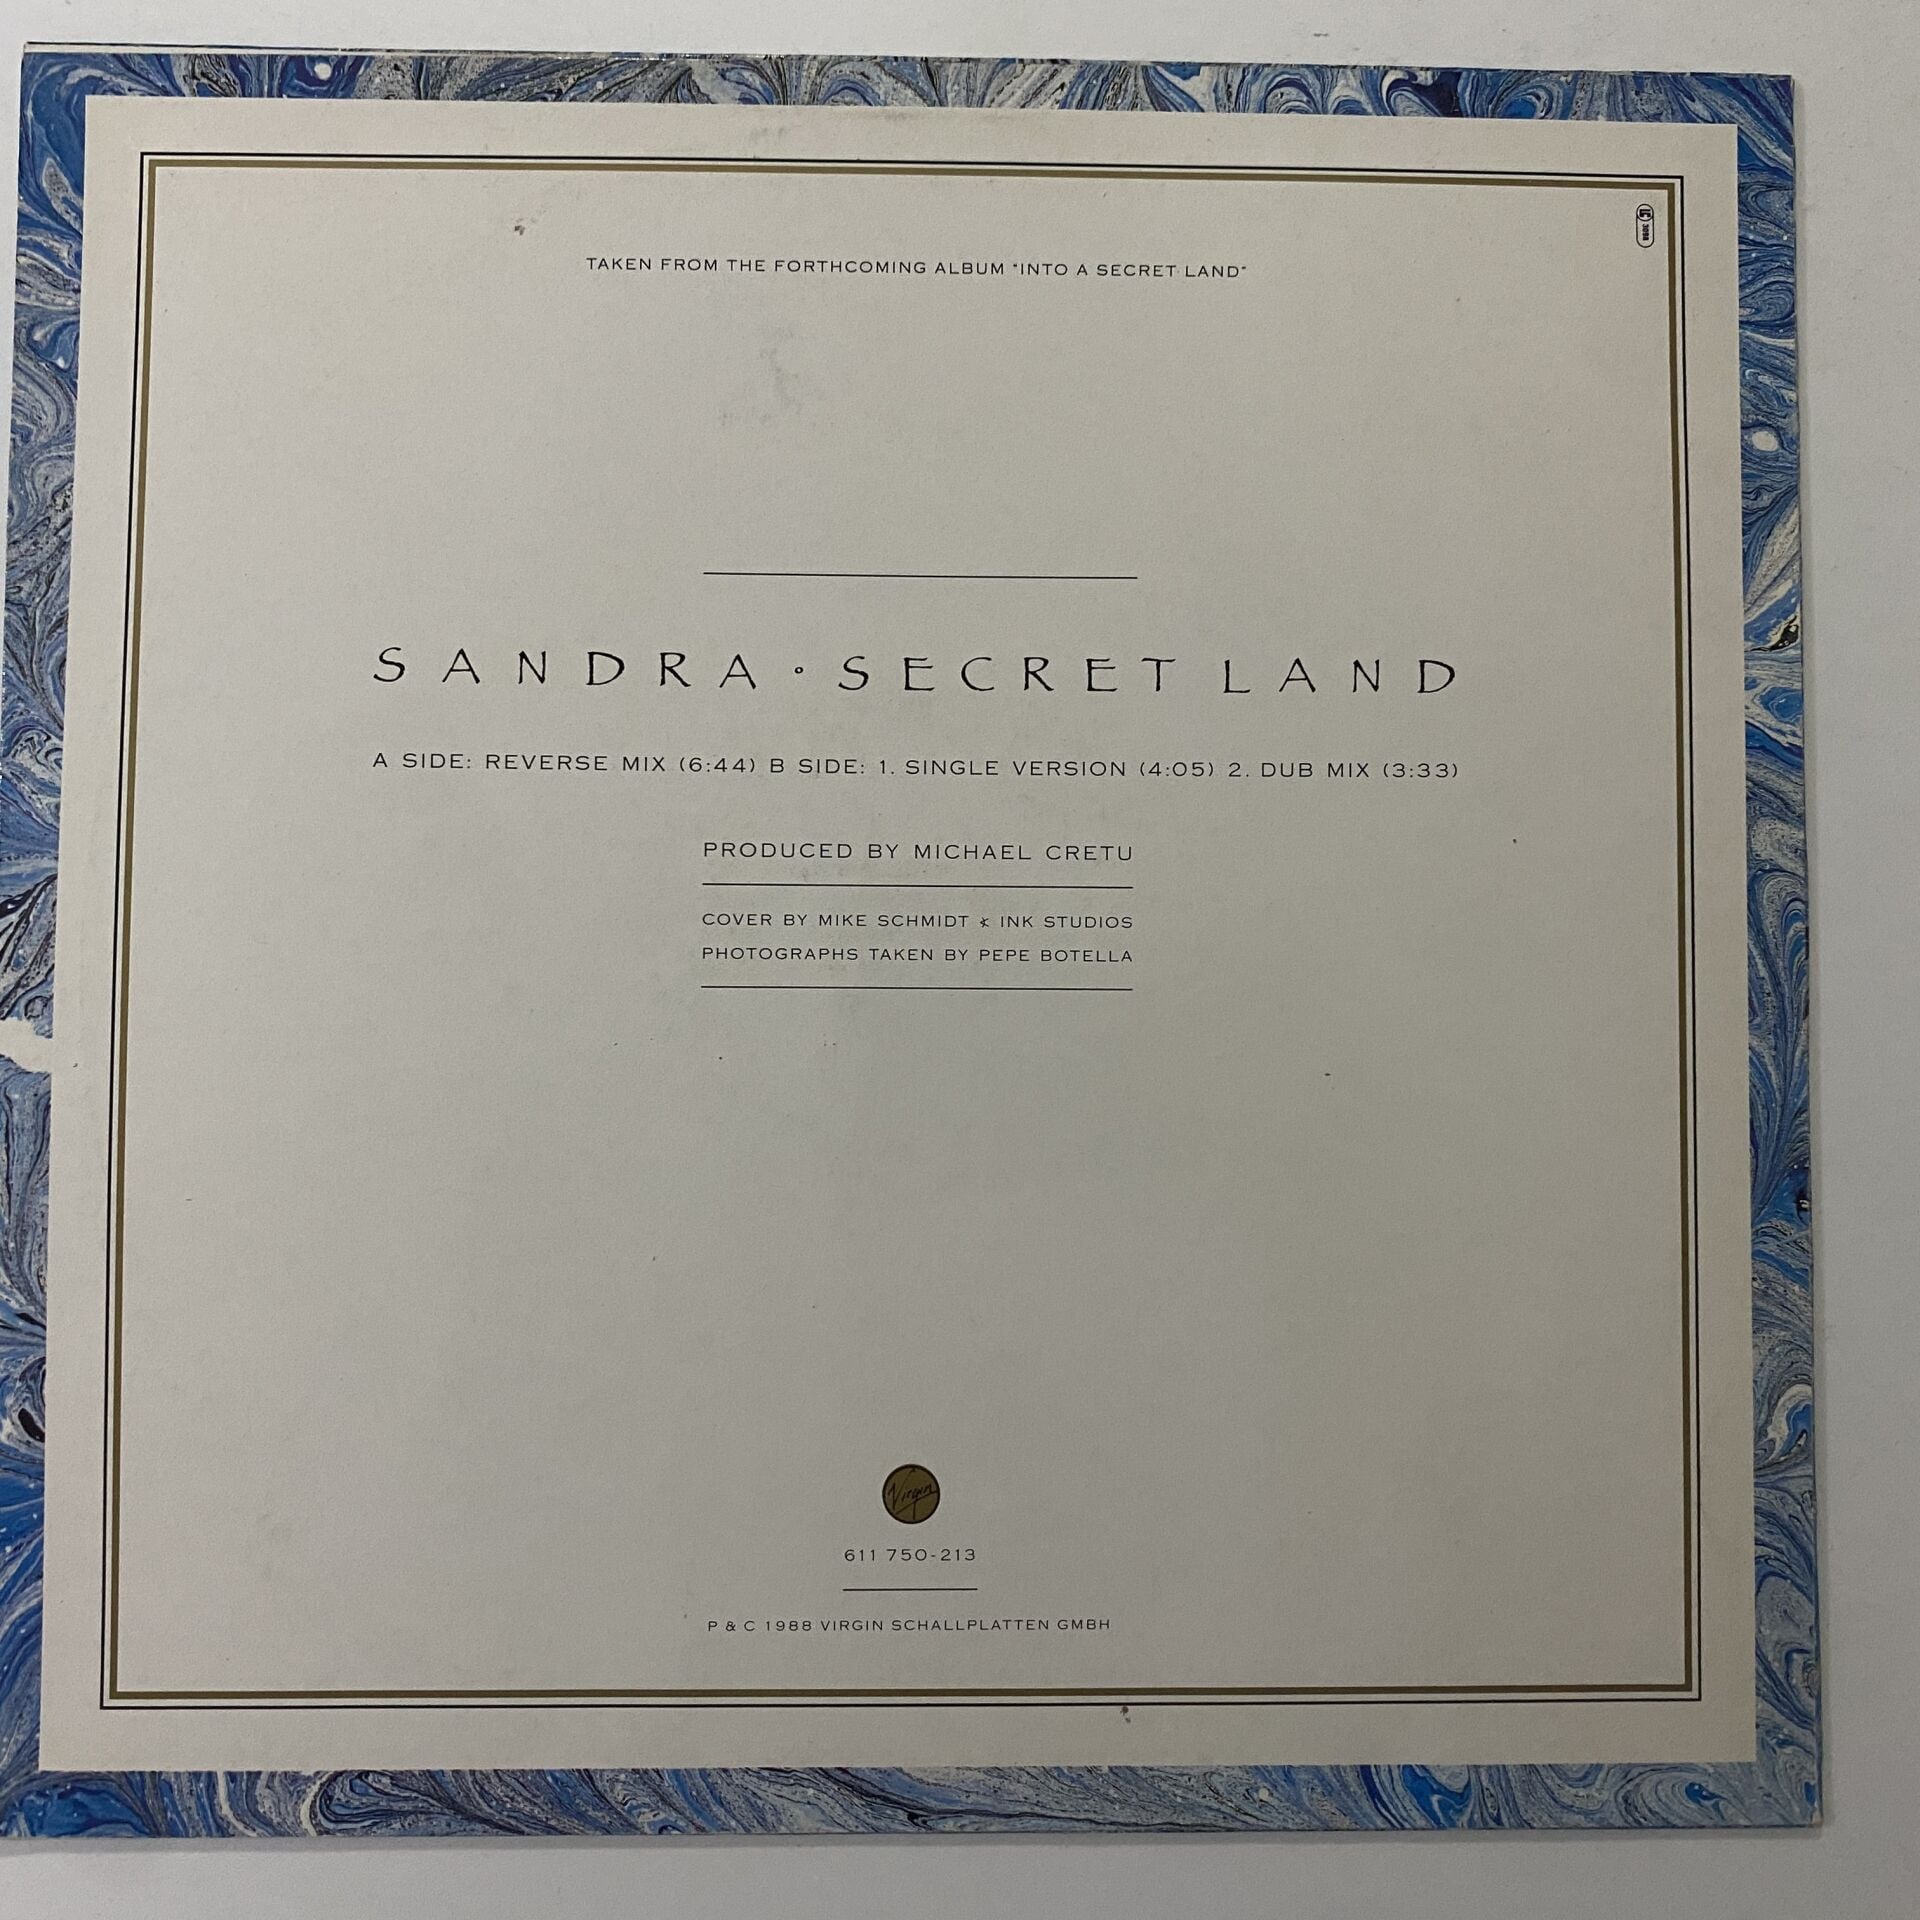 LC 3098
TAKEN FROM THE FORTHCOMING ALBUM "INTO A SECRET LAND"
SANDRA ° SECRET LAND
A SIDE: REVERSE MIX (6:44) B SIDE: 1. SINGLE VERSION (4:05) 2. DUB MIX (3:33)
PRODUCED BY MICHAEL CRETU
COVER BY MIKE SCHMIDT & INK STUDIOS
PHOTOGRAPHS TAKEN BY PEPE BOTELLA
Virgin
611 750-213
P & C 1988 VIRGIN SCHALLPLATTEN GMBH